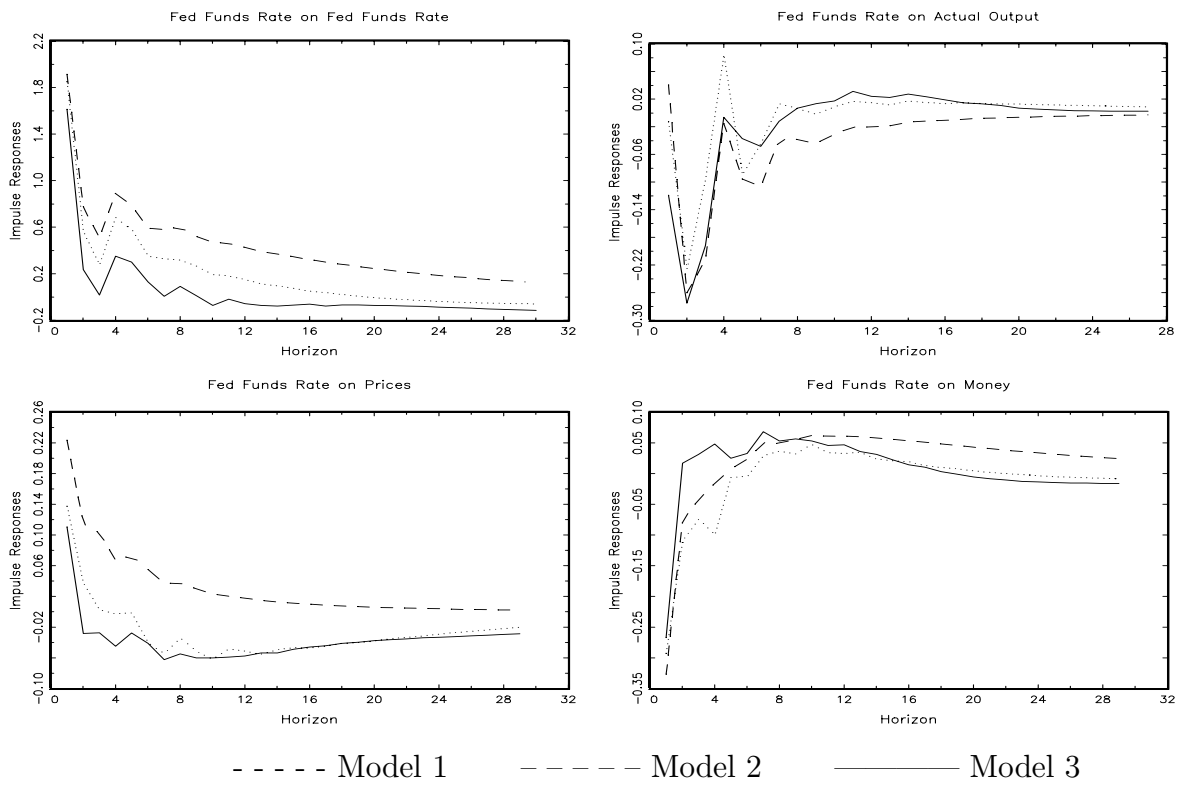 Fed Funds Rate on Fed Funds Rate
Impulse Responses
2.2
1.8
1.4
1.0
0.6
0.2
−0.2
0 4 8 12 16 20 24 28 32
Horizon
Fed Funds Rate on Actual Output
Impulse Responses
0.10
0.02
−0.06
−0.14
−0.22
−0.30
0 4 8 12 16 20 24 28
Horizon
Fed Funds Rate on Prices
Impulse Responses
0.26
0.22
0.18
0.14
0.10
0.06
−0.02
−0.10
0 4 8 12 16 20 24 28 32
Horizon
Fed Funds Rate on Money
Impulse Responses
0.10
0.05
−0.05
−0.15
−0.25
−0.35
0 4 8 12 16 20 24 28 32
Horizon
Model 1 Model 2 Model 3